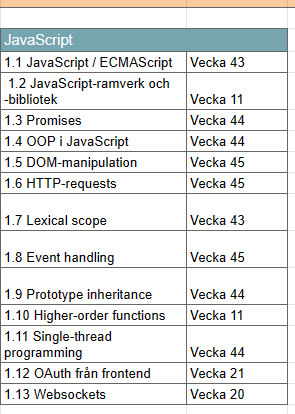 JavaScript
1.1 JavaScript / ECMAScript Vecka 43
1.2 JavaScript-ramverk och
-bibliotek Vecka 11
1.3 Promises Vecka 44
1.4 OOP i JavaScript Vecka 44
1.5 DOM-manipulation Vecka 45
1.6 HTTP-requests Vecka 45
1.7 Lexical scope Vecka 43
1.8 Event handling Vecka 45
1.9 Prototype inheritance Vecka 44
1.10 Higher-order functions Vecka 11
1.11 Single-thread
programming Vecka 44
1.12 OAuth från frontend Vecka 21
1.13 Websockets Vecka 20